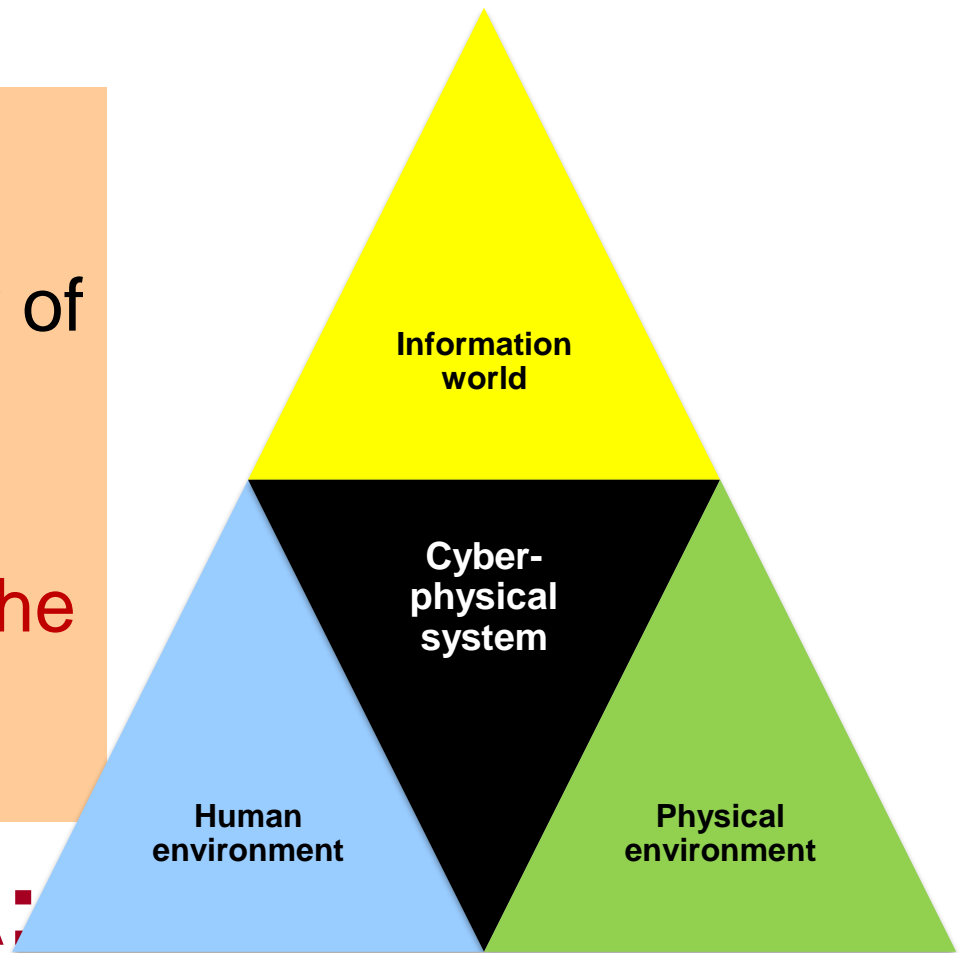 of
Information
world
Cyber-
physical
system
he
Human
environment
Physical
environment